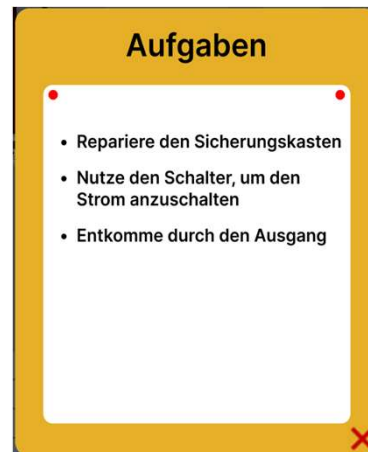 Aufgaben
• Repariere den Sicherungskasten
• Nutze den Schalter, um den
Strom anzuschalten
• Entkomme durch den Ausgang